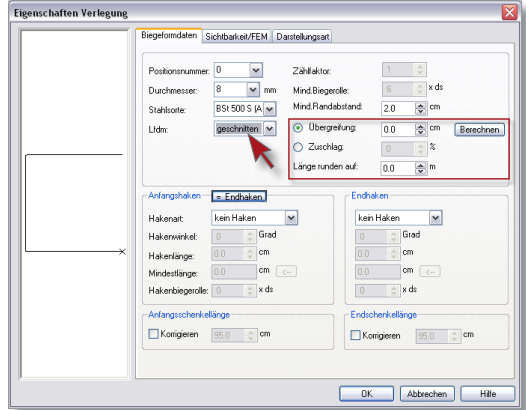 Eigenschaften Verlegung
Biegeformdaten Sichtbarkeit/FEM Darstellungsart
Positionsnummer: 0 Zählfaktor: 1
Durchmesser: 8 mm Mind.Biegerolle: 6 x ds
Stahlsorte: BSt 500 S (A Mind.Randabstand: 2.0 cm
Lfdm: geschnitten Übergreifung: 0.0 cm Berechnen
Zuschlag: 0 %
Länge runden auf: 0.0 m
Anfangshaken = Endhaken Endhaken
Hakenart: kein Haken kein Haken
Hakenwinkel: 0 Grad 0 Grad
Hakenlänge: 0.0 cm 0.0 cm
Mindestlänge: 0.0 cm <-- 0.0 cm <--
Hakenbiegerolle: 0 x ds 0 x ds
Anfangsschenkellänge Endschenkellänge
Korrigieren 95.0 cm Korrigieren 95.0 cm
OK Abbrechen Hilfe